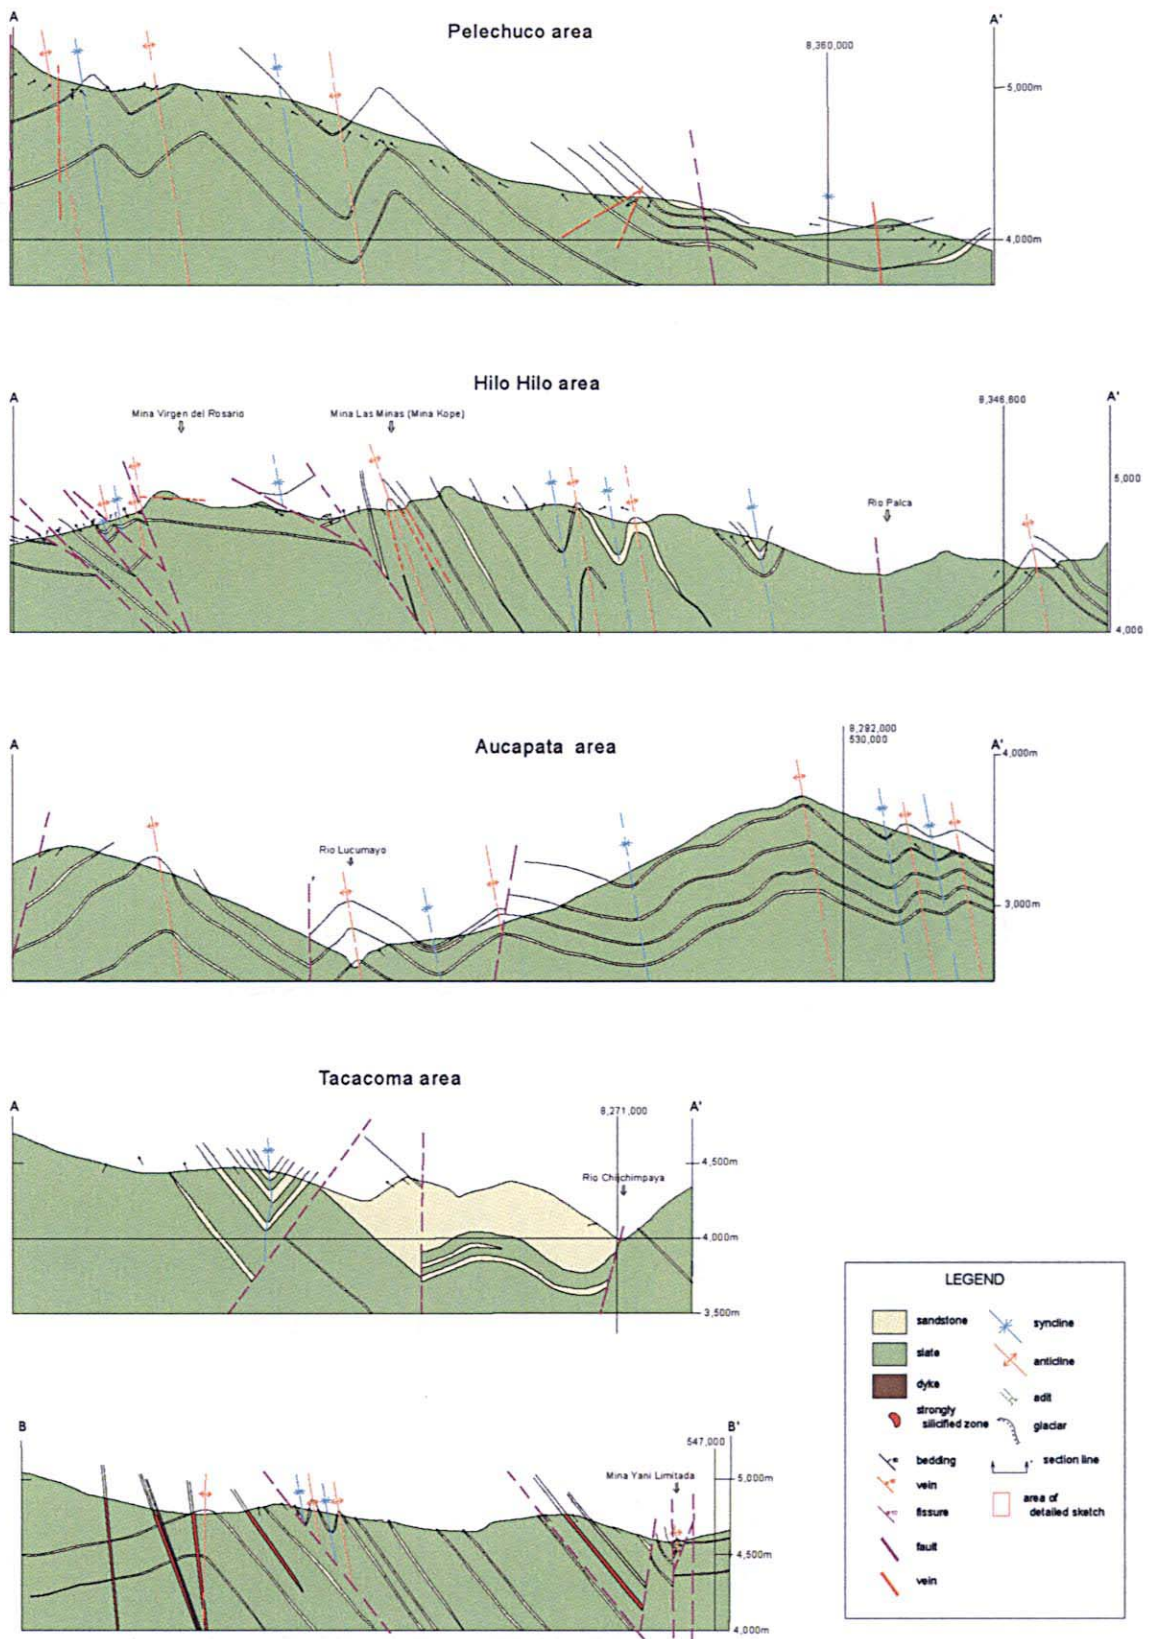 Pelechuco area
A
A'
8,360,000
5,000m
4,000m
Hilo Hilo area
A
A'
Mina Virgen del Rosario
Mina Las Minas (Mina Kope)
8,346,600
5,000
Rio Palca
4,000
Aucapata area
A
A'
8,282,000
530,000
4,000m
Rio Lucumayo
3,000m
Tacacoma area
A
A'
8,271,000
4,500m
Rio Chichimpaya
4,000m
3,500m
B
B'
547,000
Mina Yani Limitada
5,000m
4,500m
4,000m
LEGEND
sandstone
slate
dyke
strongly
silicified zone
bedding
vein
fissure
fault
vein
syncline
anticline
adit
glaciar
section line
area of
detailed sketch